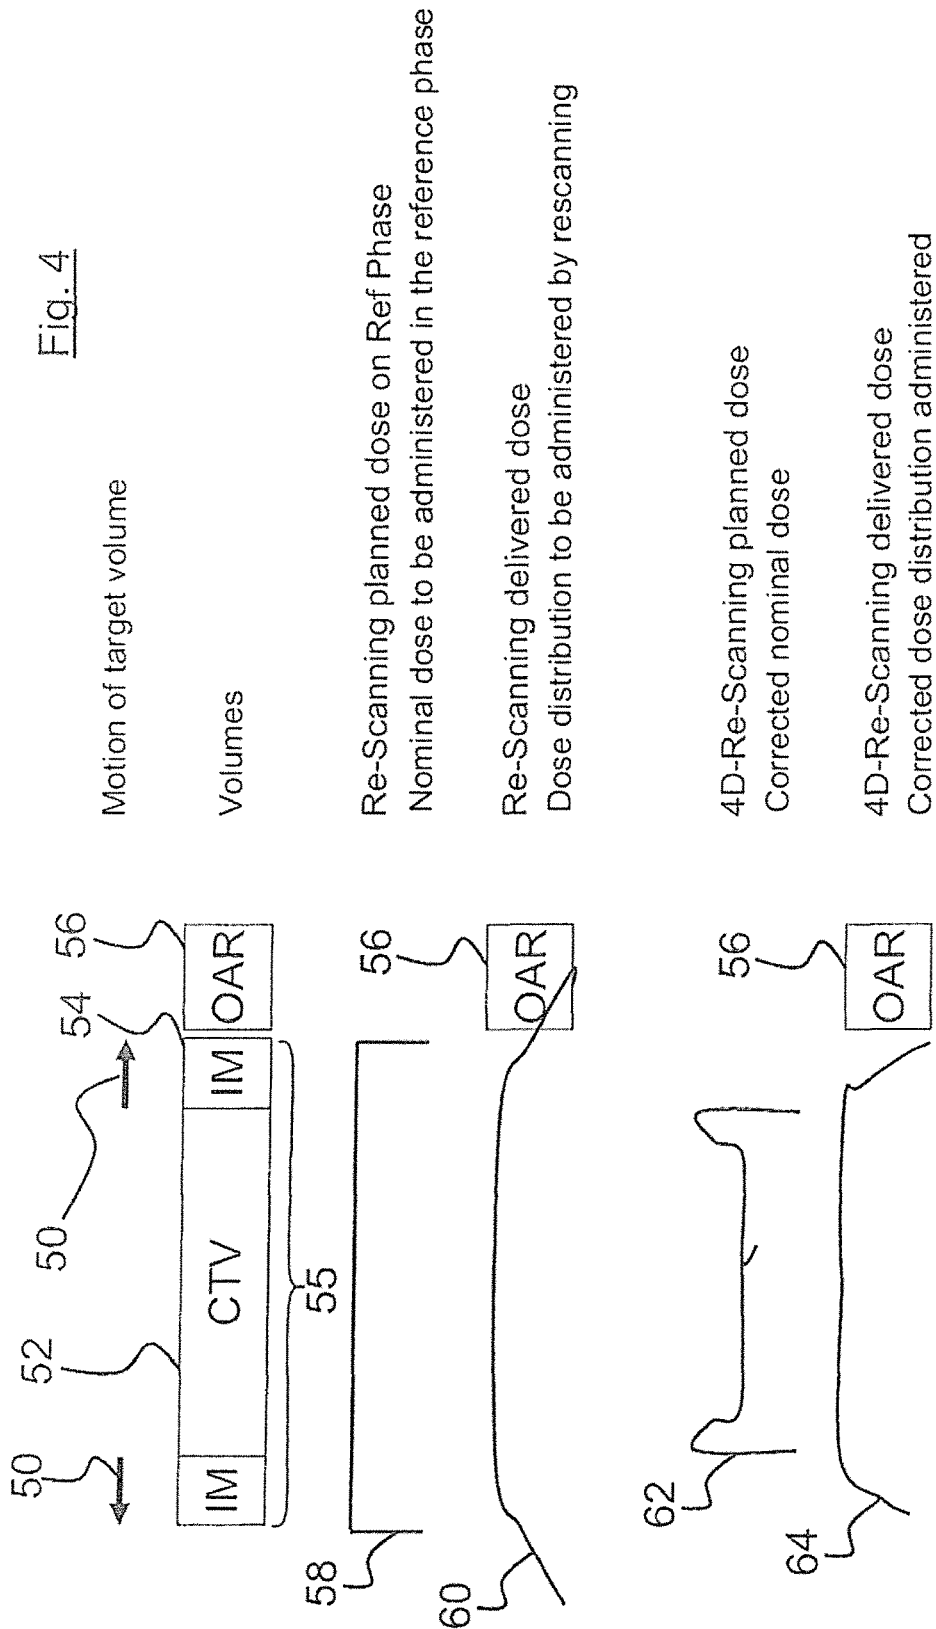 Fig. 4
50
52
50
54
56
Motion of target volume
IM
CTV
IM
OAR
Volumes
55
58
Re-Scanning planned dose on Ref Phase
Nominal dose to be administered in the reference phase
60
56
OAR
Re-Scanning delivered dose
Dose distribution to be administered by rescanning
62
4D-Re-Scanning planned dose
Corrected nominal dose
64
56
OAR
4D-Re-Scanning delivered dose
Corrected dose distribution administered